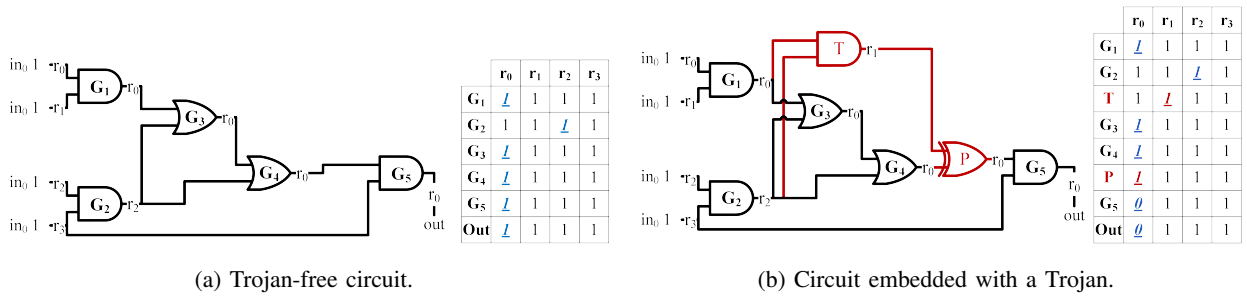 in₀ 1 r₀
in₀ 1 r₁
G₁ r₀
G₃ r₀
in₀ 1 r₂
in₀ 1 r₃
G₂ r₂
G₄ r₀
G₅
r₀
out
r₀ r₁ r₂ r₃
G₁ 1 1 1 1
G₂ 1 1 1 1
G₃ 1 1 1 1
G₄ 1 1 1 1
G₅ 1 1 1 1
Out 1 1 1 1
(a) Trojan-free circuit.
T r₁
in₀ 1 r₀
in₀ 1 r₁
G₁ r₀
G₃ r₀
in₀ 1 r₂
in₀ 1 r₃
G₂ r₂
G₄ r₀
P r₀
G₅
r₀
out
r₀ r₁ r₂ r₃
G₁ 1 1 1 1
G₂ 1 1 1 1
T 1 1 1 1
G₃ 1 1 1 1
G₄ 1 1 1 1
P 1 1 1 1
G₅ 0 1 1 1
Out 0 1 1 1
(b) Circuit embedded with a Trojan.